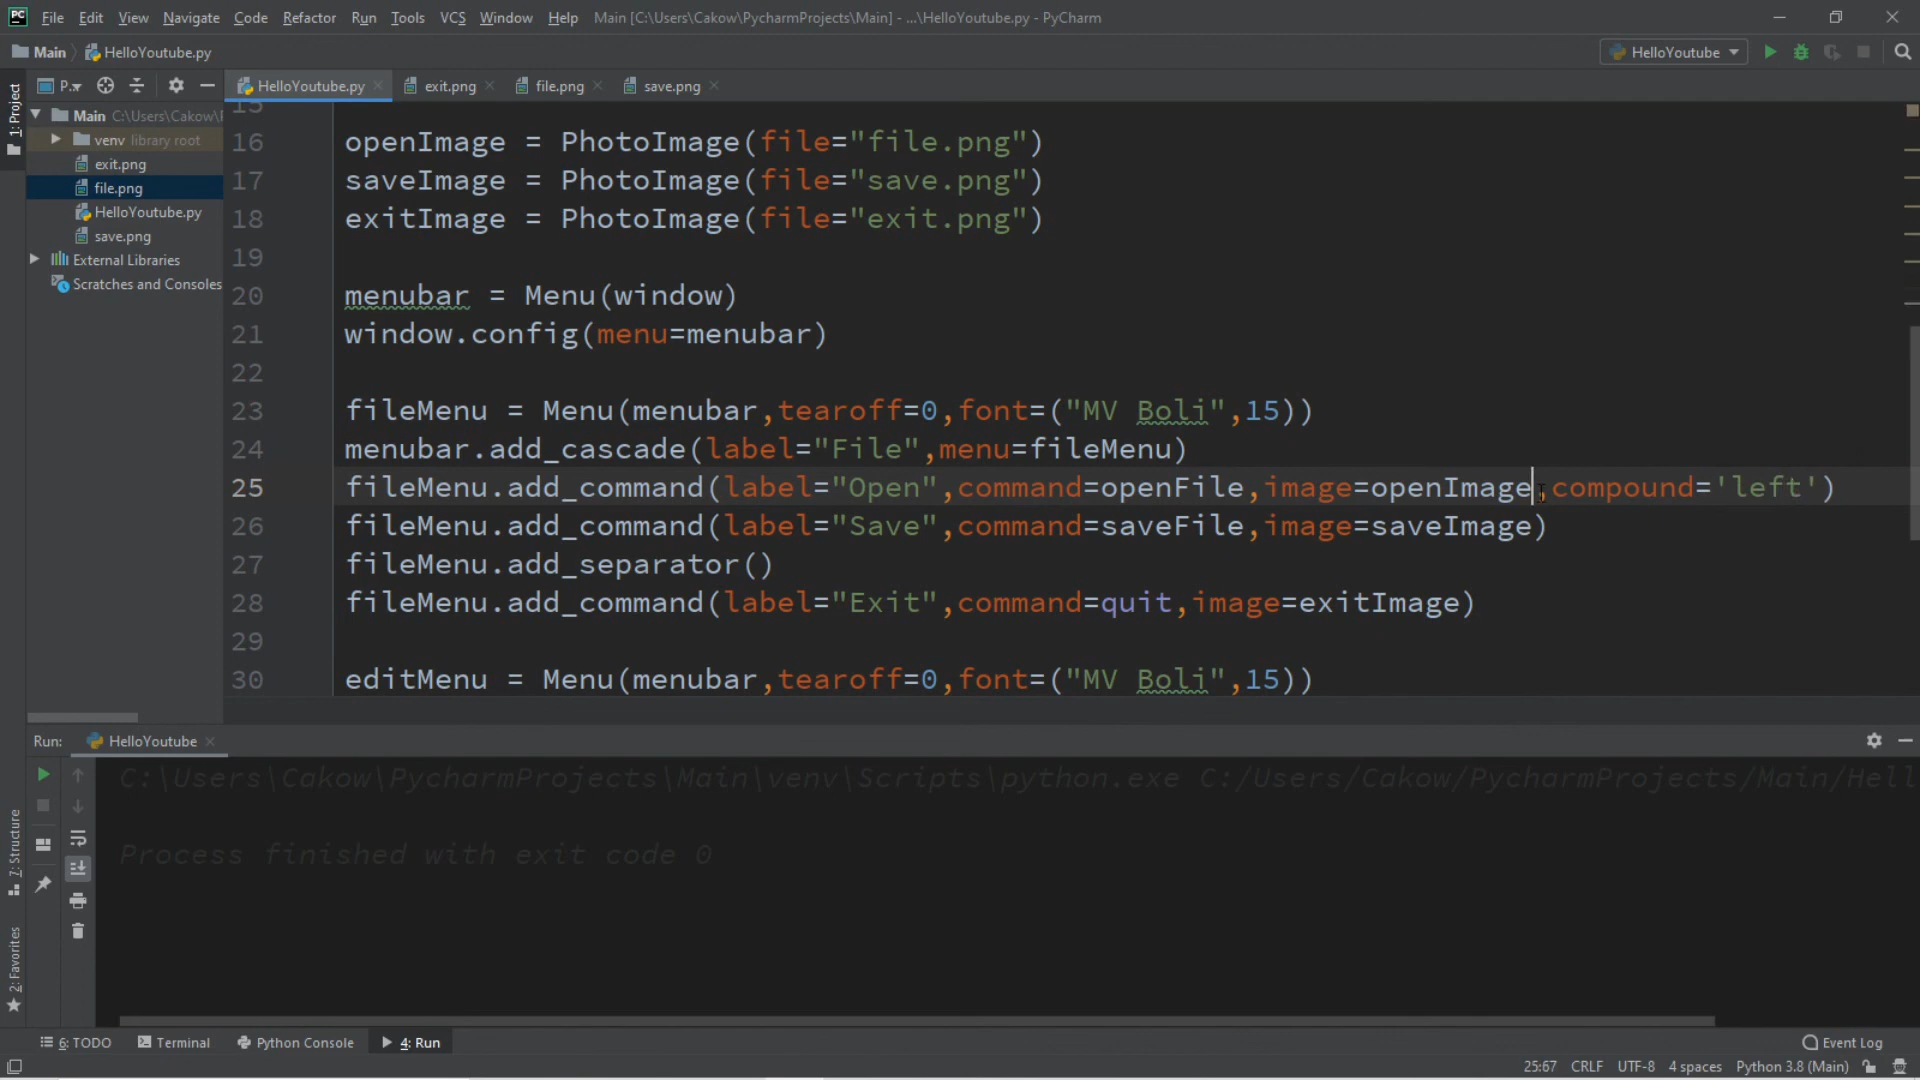 PC File Edit View Navigate Code Refactor Run Tools VCS Window Help Main [C:\Users\Cakow\PycharmProjects\Main] - ...\HelloYoutube.py - PyCharm
Main HelloYoutube.py HelloYoutube
P.. HelloYoutube.py exit.png file.png save.png
1: Project
Main C:\Users\Cakow\
venv library root
exit.png
file.png
HelloYoutube.py
save.png
External Libraries
Scratches and Consoles
15
16 openImage = PhotoImage(file="file.png")
17 saveImage = PhotoImage(file="save.png")
18 exitImage = PhotoImage(file="exit.png")
19
20 menubar = Menu(window)
21 window.config(menu=menubar)
22
23 fileMenu = Menu(menubar,tearoff=0,font=("MV Boli",15))
24 menubar.add_cascade(label="File",menu=fileMenu)
25 fileMenu.add_command(label="Open",command=openFile,image=openImage,compound='left')
26 fileMenu.add_command(label="Save",command=saveFile,image=saveImage)
27 fileMenu.add_separator()
28 fileMenu.add_command(label="Exit",command=quit,image=exitImage)
29
30 editMenu = Menu(menubar,tearoff=0,font=("MV Boli",15))
Run: HelloYoutube
C:\Users\Cakow\PycharmProjects\Main\venv\Scripts\python.exe C:/Users/Cakow/PycharmProjects/Main/Hell
Process finished with exit code 0
7: Structure
2: Favorites
6: TODO Terminal Python Console 4: Run Event Log
25:67 CRLF UTF-8 4 spaces Python 3.8 (Main)